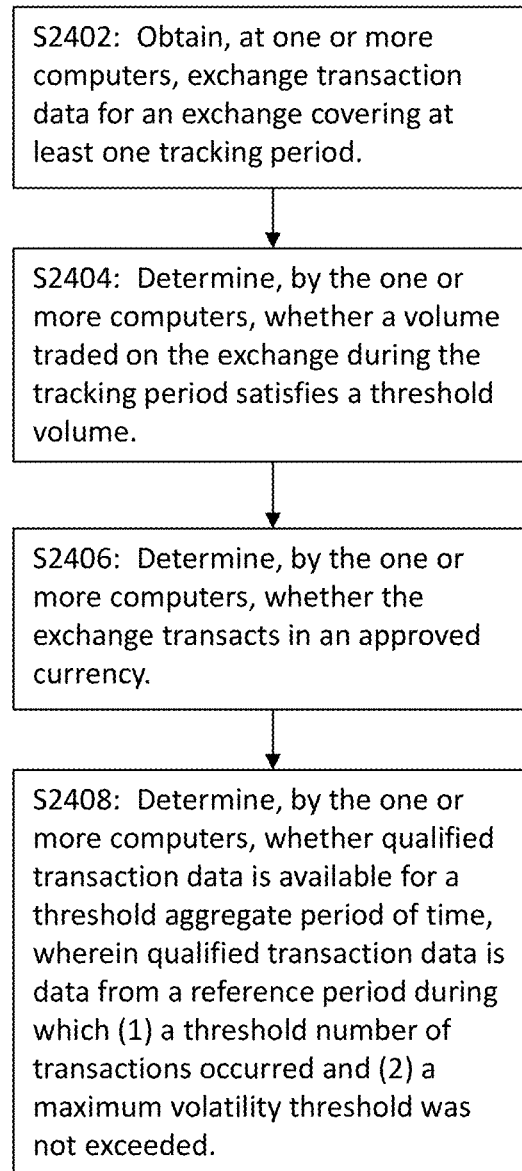 S2402: Obtain, at one or more
computers, exchange transaction
data for an exchange covering at
least one tracking period.
S2404: Determine, by the one or
more computers, whether a volume
traded on the exchange during the
tracking period satisfies a threshold
volume.
S2406: Determine, by the one or
more computers, whether the
exchange transacts in an approved
currency.
S2408: Determine, by the one or
more computers, whether qualified
transaction data is available for a
threshold aggregate period of time,
wherein qualified transaction data is
data from a reference period during
which (1) a threshold number of
transactions occurred and (2) a
maximum volatility threshold was
not exceeded.